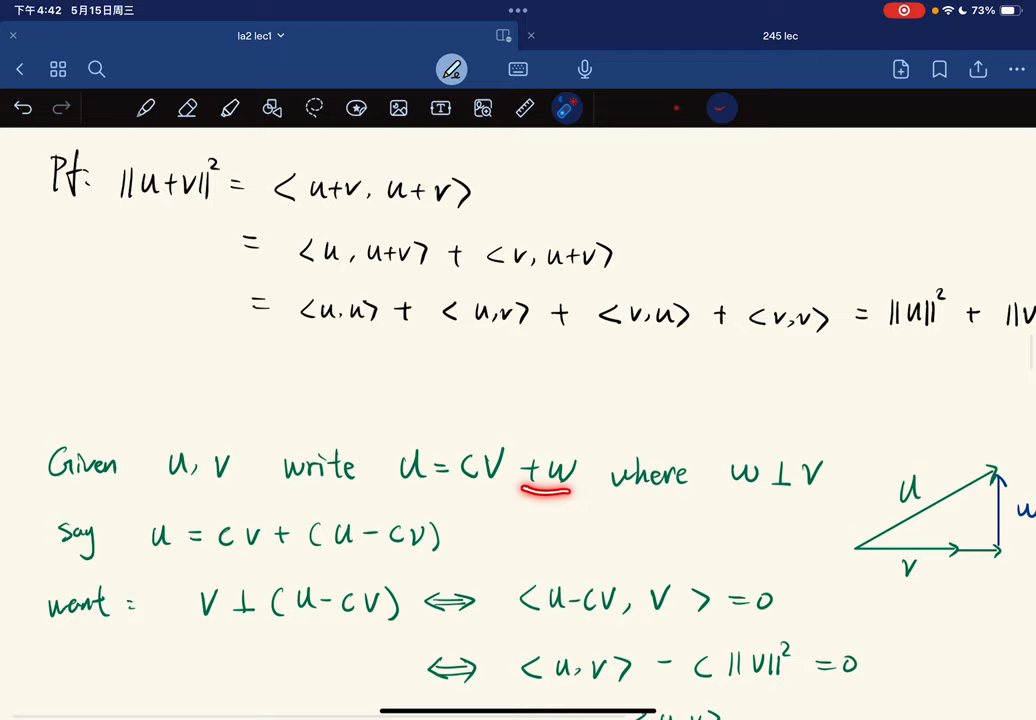 下午4:42 5月15日周三
73%
la2 lec1
245 lec
Pf: ||u+v||² = <u+v, u+v>
= <u, u+v> + <v, u+v>
= <u,u> + <u,v> + <v,u> + <v,v> = ||u||² + ||v
Given u, v write u = cv + w where w ⊥ v
u
w
v
say u = cv + (u - cv)
want: v ⊥ (u - cv) ⟺ <u-cv, v> = 0
⟺ <u,v> - c ||v||² = 0